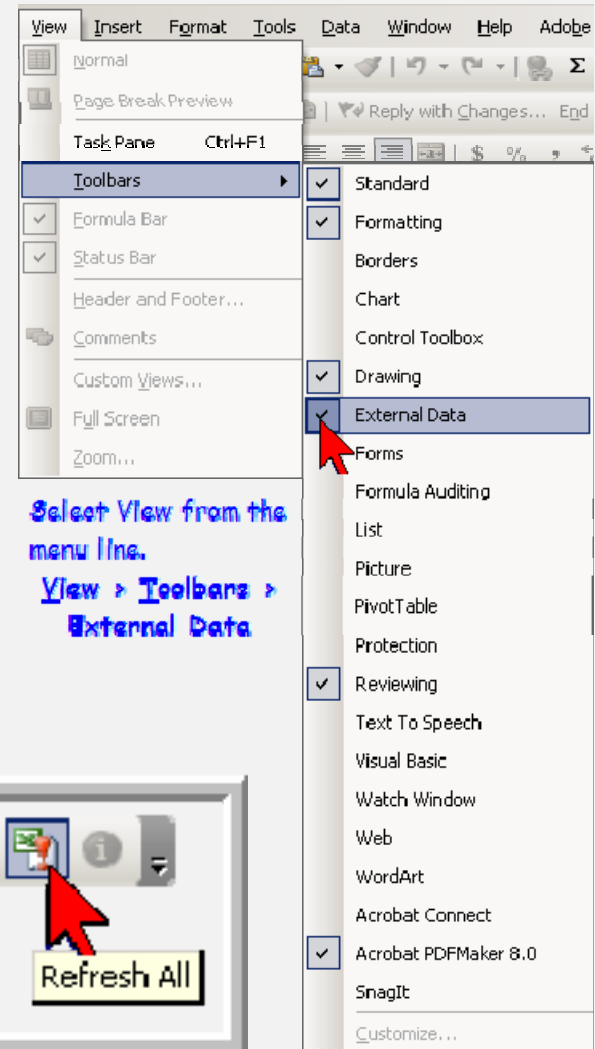 View Insert Format Tools Data Window Help Adobe
Normal
Page Break Preview
Reply with Changes... End
Task Pane Ctrl+F1
$ % ,
Toolbars
Formula Bar
Status Bar
Header and Footer...
Comments
Custom Views...
Full Screen
Zoom...
Standard
Formatting
Borders
Chart
Control Toolbox
Drawing
External Data
Forms
Formula Auditing
List
Picture
PivotTable
Protection
Reviewing
Text To Speech
Visual Basic
Watch Window
Web
WordArt
Acrobat Connect
Acrobat PDFMaker 8.0
SnagIt
Customize...
Select View from the
menu line.
View > Toolbars >
External Data
Refresh All